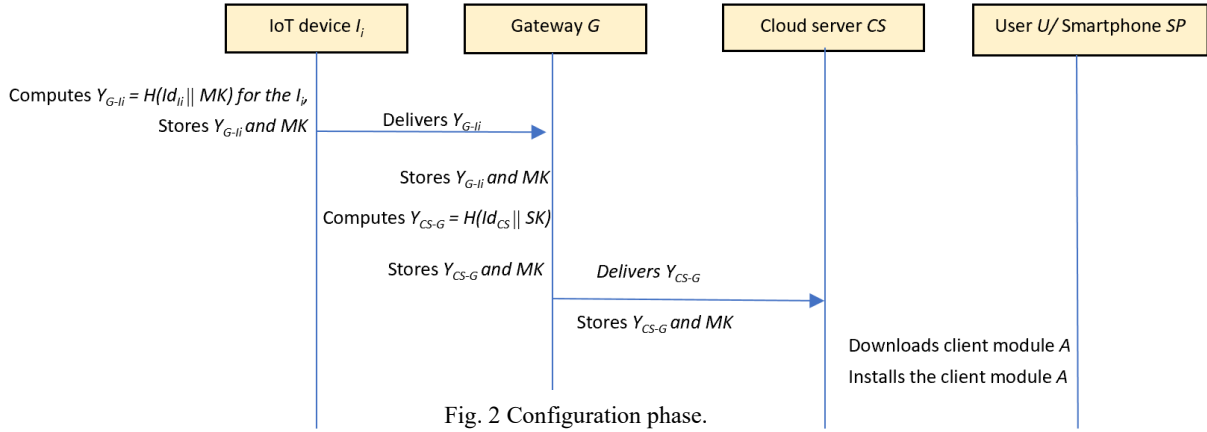 IoT device Ii
Gateway G
Cloud server CS
User U/ Smartphone SP
Computes YG-Ii = H(IdIi || MK) for the Ii,
Stores YG-Ii and MK
Delivers YG-Ii
Stores YG-Ii and MK
Computes YCS-G = H(IdCS || SK)
Stores YCS-G and MK
Delivers YCS-G
Stores YCS-G and MK
Downloads client module A
Installs the client module A
Fig. 2 Configuration phase.